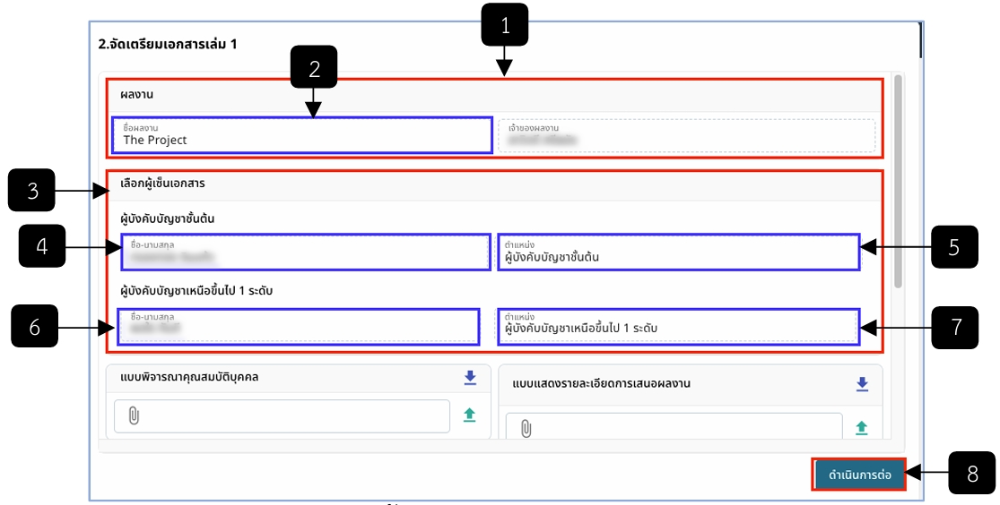 1
2.จัดเตรียมเอกสารเล่ม 1
2
ผลงาน
ชื่อผลงาน
The Project
เจ้าของผลงาน
3
เลือกผู้เซ็นเอกสาร
ผู้บังคับบัญชาชั้นต้น
4
ชื่อ-นามสกุล
ตำแหน่ง
ผู้บังคับบัญชาชั้นต้น
5
ผู้บังคับบัญชาเหนือขึ้นไป 1 ระดับ
6
ชื่อ-นามสกุล
ตำแหน่ง
ผู้บังคับบัญชาเหนือขึ้นไป 1 ระดับ
7
แบบพิจารณาคุณสมบัติบุคคล
แบบแสดงรายละเอียดการเสนอผลงาน
ดำเนินการต่อ
8